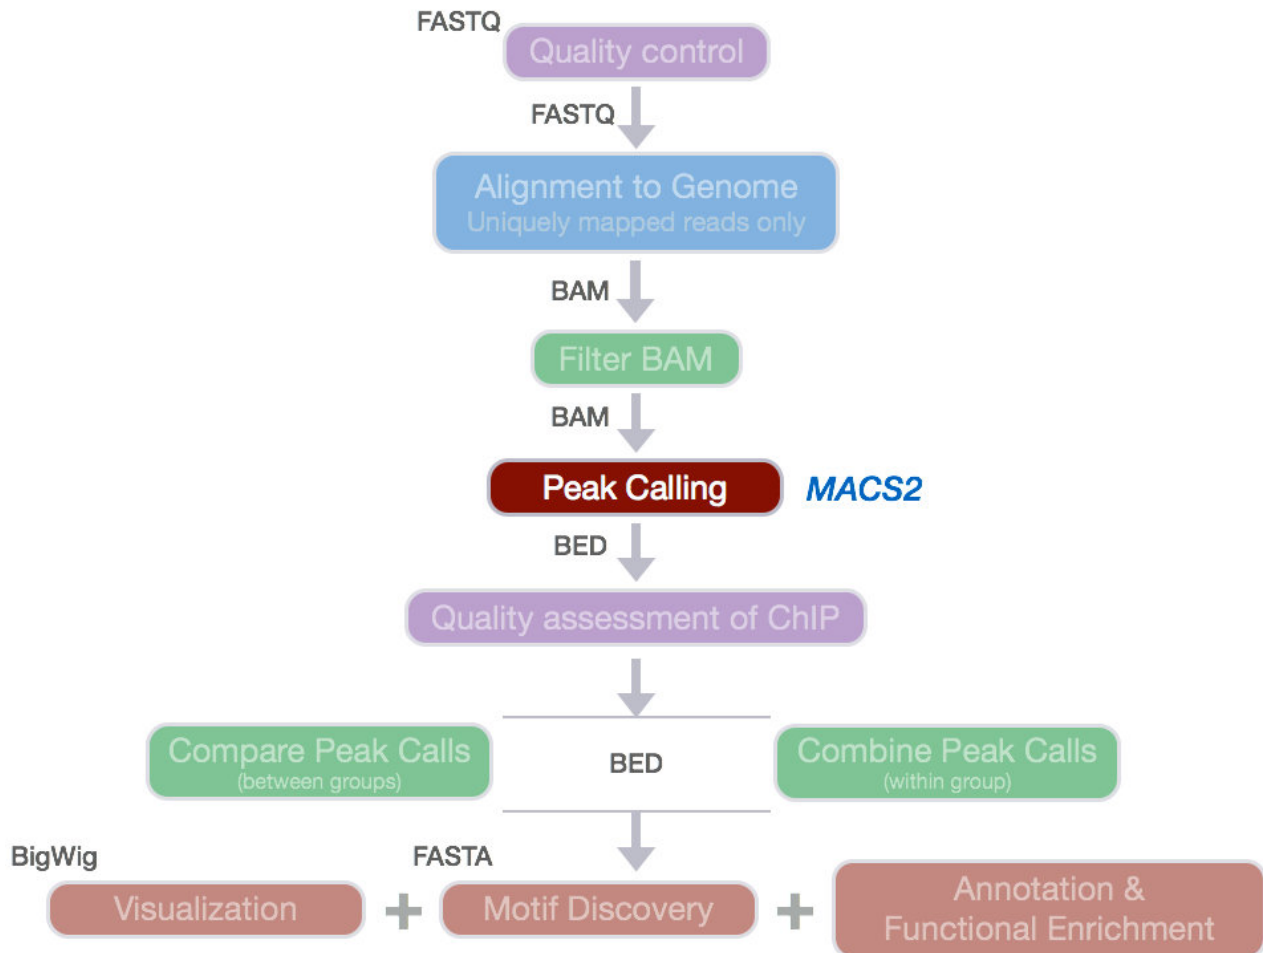 FASTQ
Quality control
FASTQ
Alignment to Genome
Uniquely mapped reads only
BAM
Filter BAM
BAM
Peak Calling
MACS2
BED
Quality assessment of ChIP
Compare Peak Calls
(between groups)
BED
Combine Peak Calls
(within group)
BigWig
Visualization
+
FASTA
Motif Discovery
+
Annotation &
Functional Enrichment